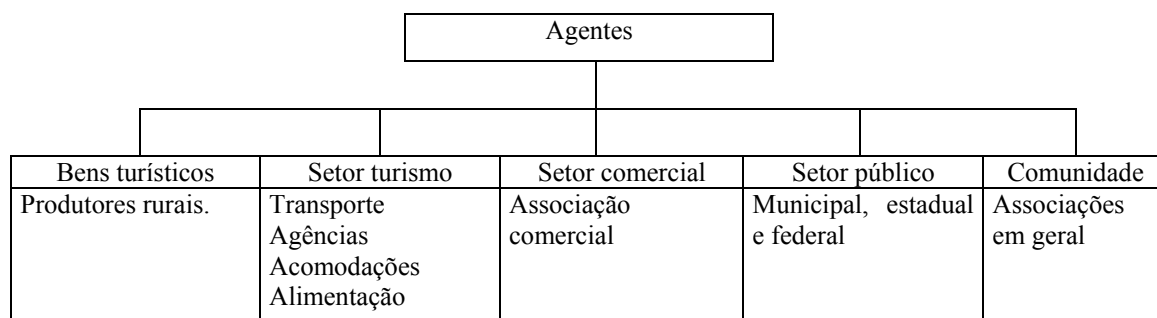 Agentes
Bens turísticos
Setor turismo
Setor comercial
Setor público
Comunidade
Produtores rurais.
Transporte
Agências
Acomodações
Alimentação
Associação
comercial
Municipal, estadual
e federal
Associações
em geral